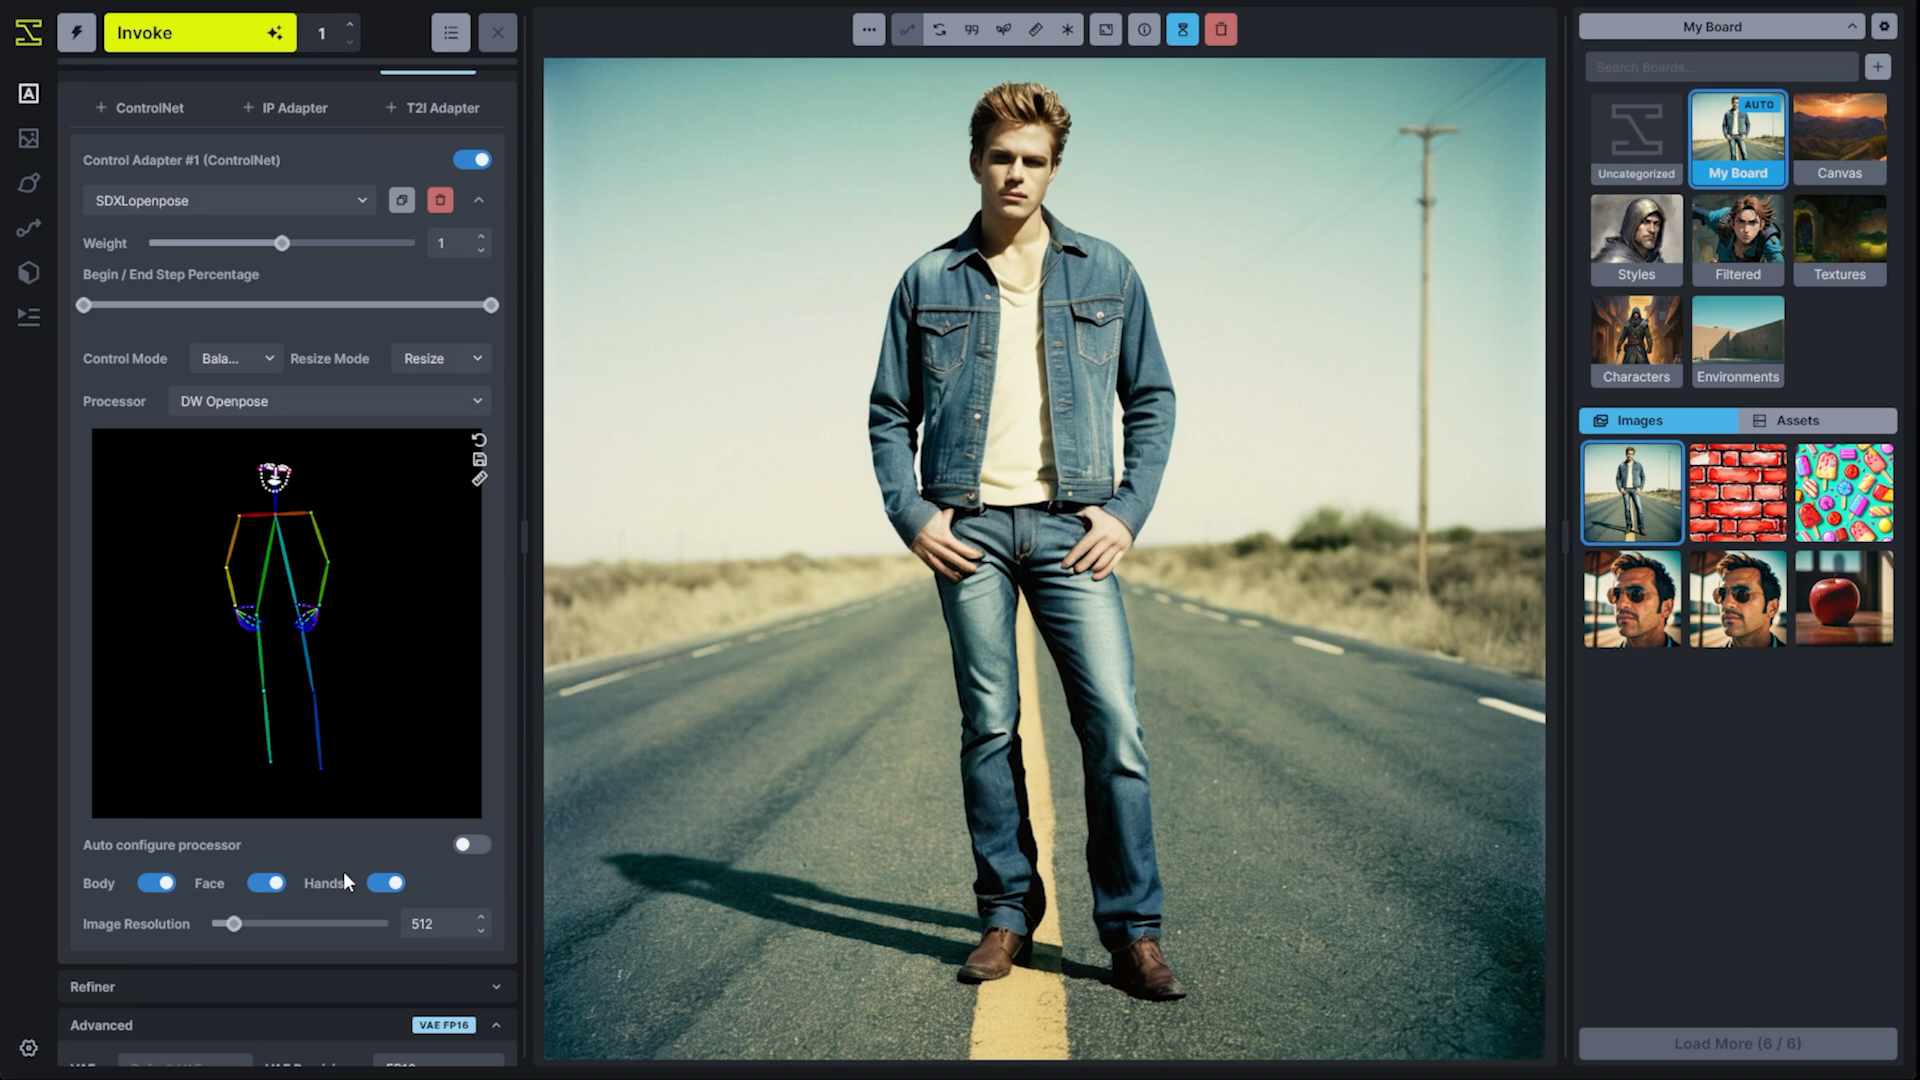 Invoke
1
ControlNet
IP Adapter
T2I Adapter
Control Adapter #1 (ControlNet)
SDXLopenpose
Weight
1
Begin / End Step Percentage
Control Mode
Bala...
Resize Mode
Resize
Processor
DW Openpose
Auto configure processor
Body
Face
Hands
Image Resolution
512
Refiner
Advanced
VAE FP16
My Board
Search Boards...
AUTO
Uncategorized
My Board
Canvas
Styles
Filtered
Textures
Characters
Environments
Images
Assets
Load More (6 / 6)